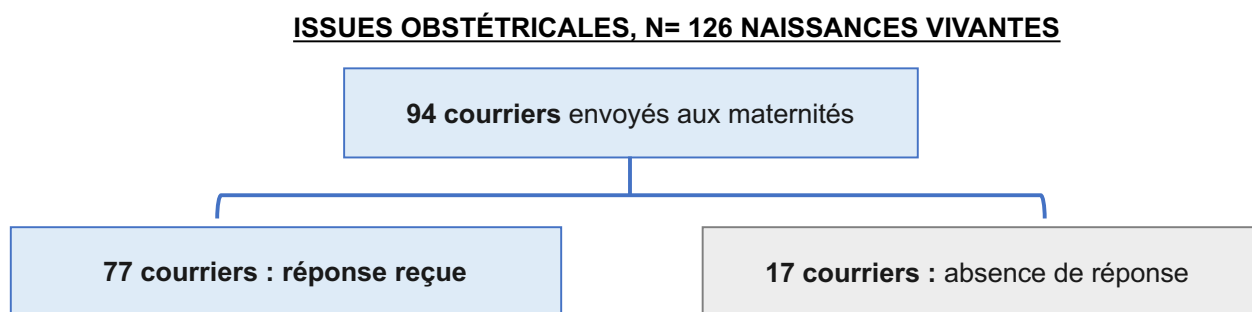 ISSUES OBSTÉTRICALES, N= 126 NAISSANCES VIVANTES
94 courriers envoyés aux maternités
77 courriers : réponse reçue
17 courriers : absence de réponse